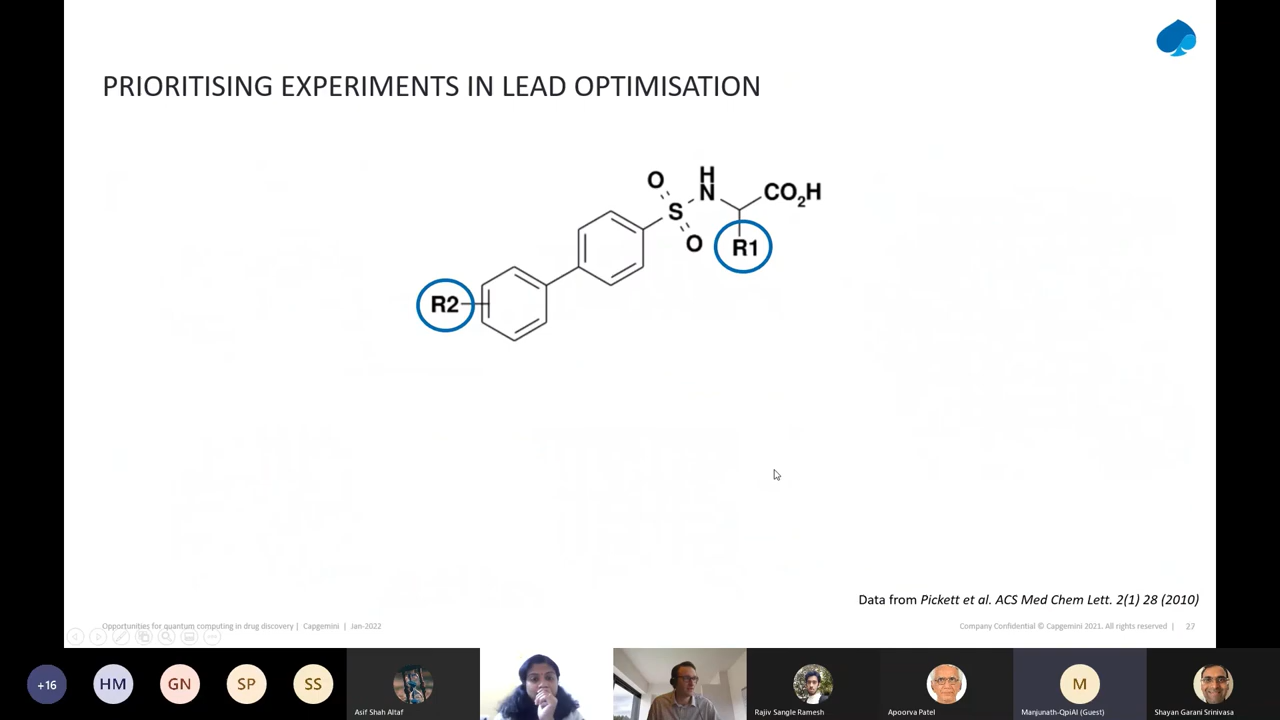 PRIORITISING EXPERIMENTS IN LEAD OPTIMISATION
O
H
N
CO2H
S
O
R1
R2
Data from Pickett et al. ACS Med Chem Lett. 2(1) 28 (2010)
Opportunities for quantum computing in drug discovery | Capgemini | Jan-2022
Company Confidential © Capgemini 2021. All rights reserved | 27
+16
HM
GN
SP
SS
M
Asif Shah Altaf
Rajiv Sangle Ramesh
Apoorva Patel
Manjunath-QpiAI (Guest)
Shayan Garani Srinivasa